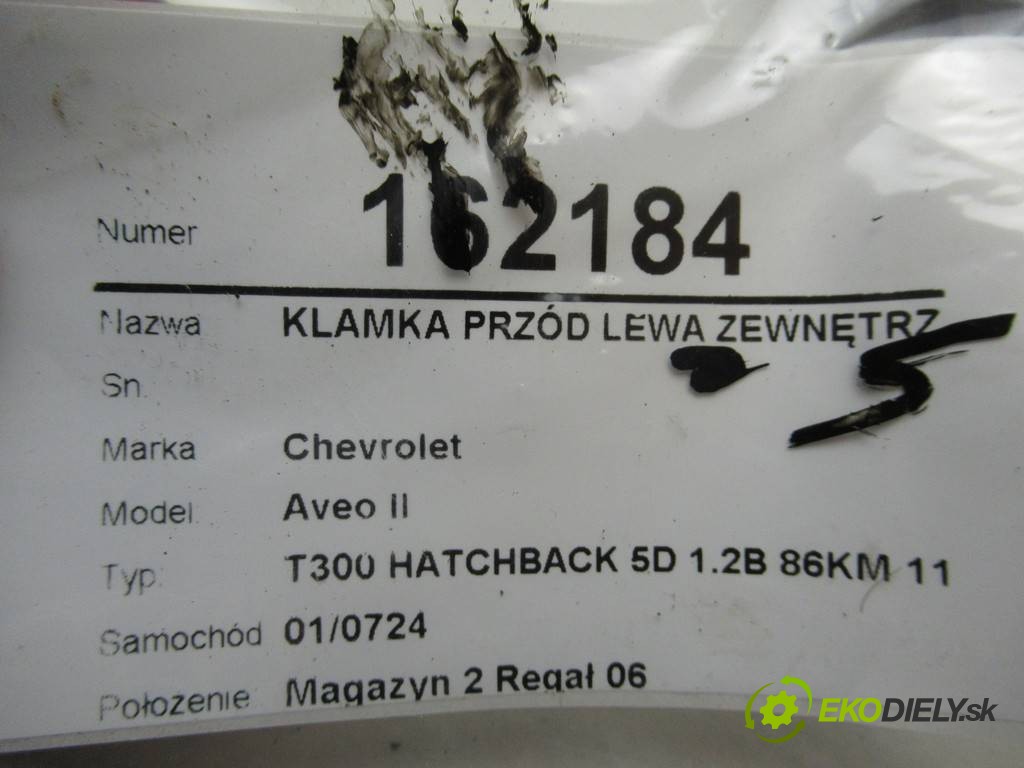 Numer 162184
Nazwa KLAMKA PRZÓD LEWA ZEWNĘTRZ
Sn.
Marka Chevrolet
Model Aveo II
Typ: T300 HATCHBACK 5D 1.2B 86KM 11
Samochód 01/0724
Położenie Magazyn 2 Regał 06
5
EKODIELY.sk